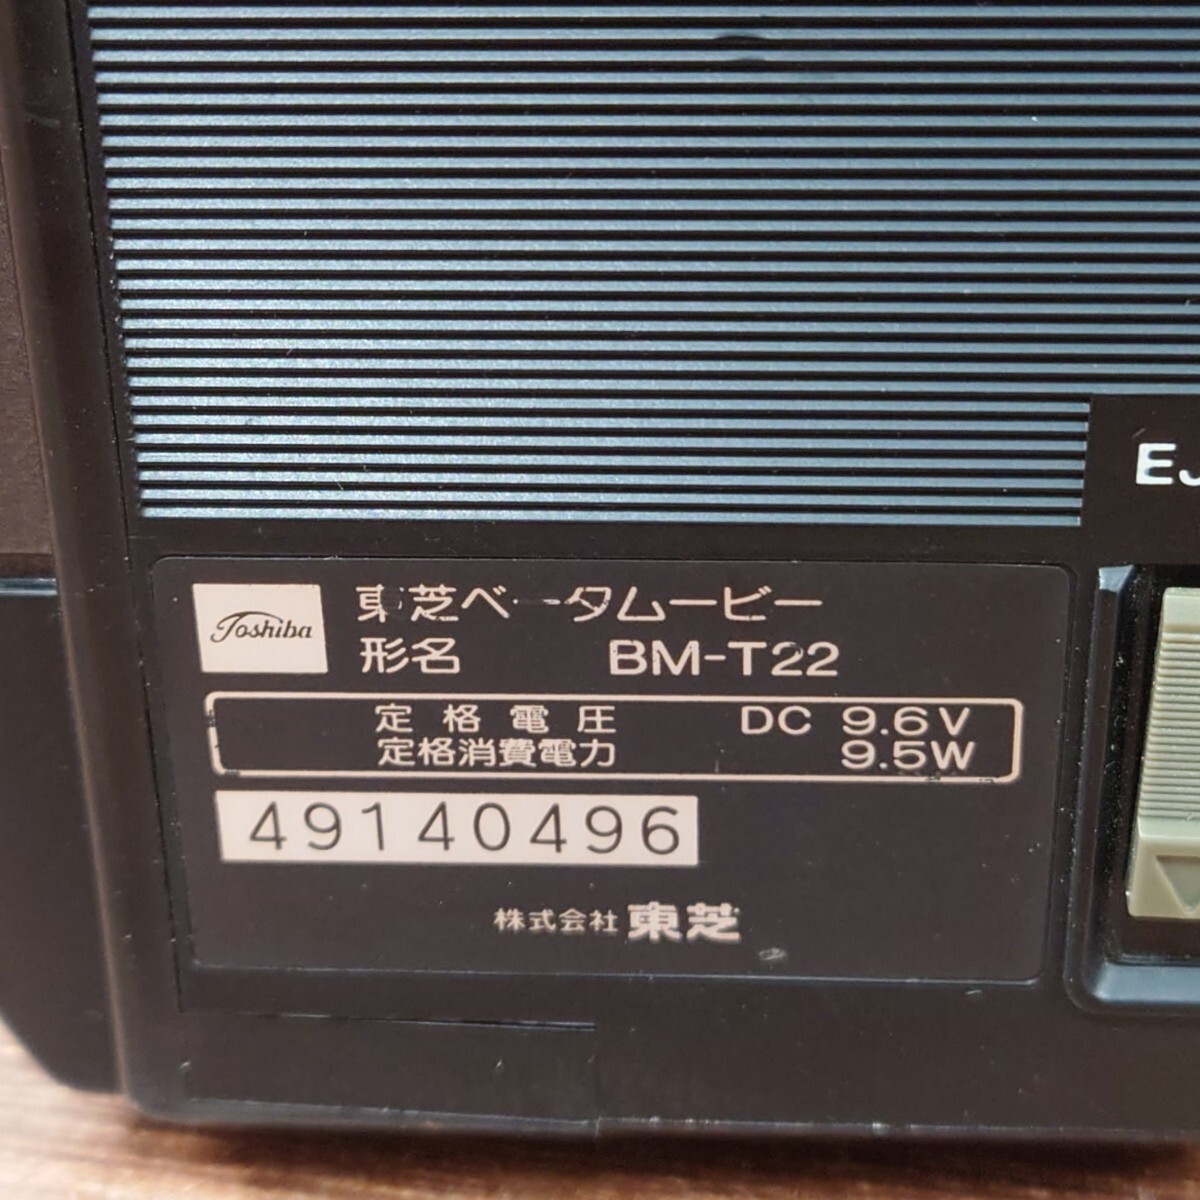 Toshiba
東芝ベータムービー
形名 BM-T22
定格電圧 DC 9.6V
定格消費電力 9.5W
49140496
株式会社 東芝
EJ